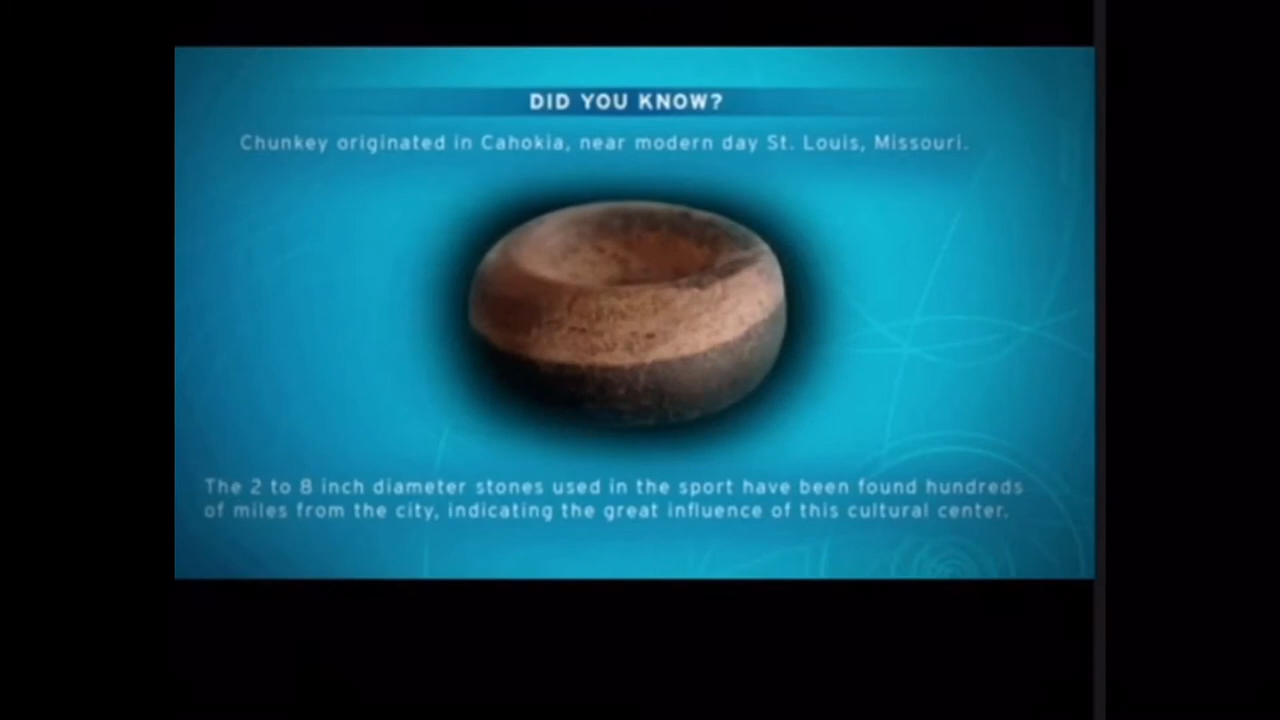 DID YOU KNOW?
Chunkey originated in Cahokia, near modern day St. Louis, Missouri.
The 2 to 8 inch diameter stones used in the sport have been found hundreds
of miles from the city, indicating the great influence of this cultural center.